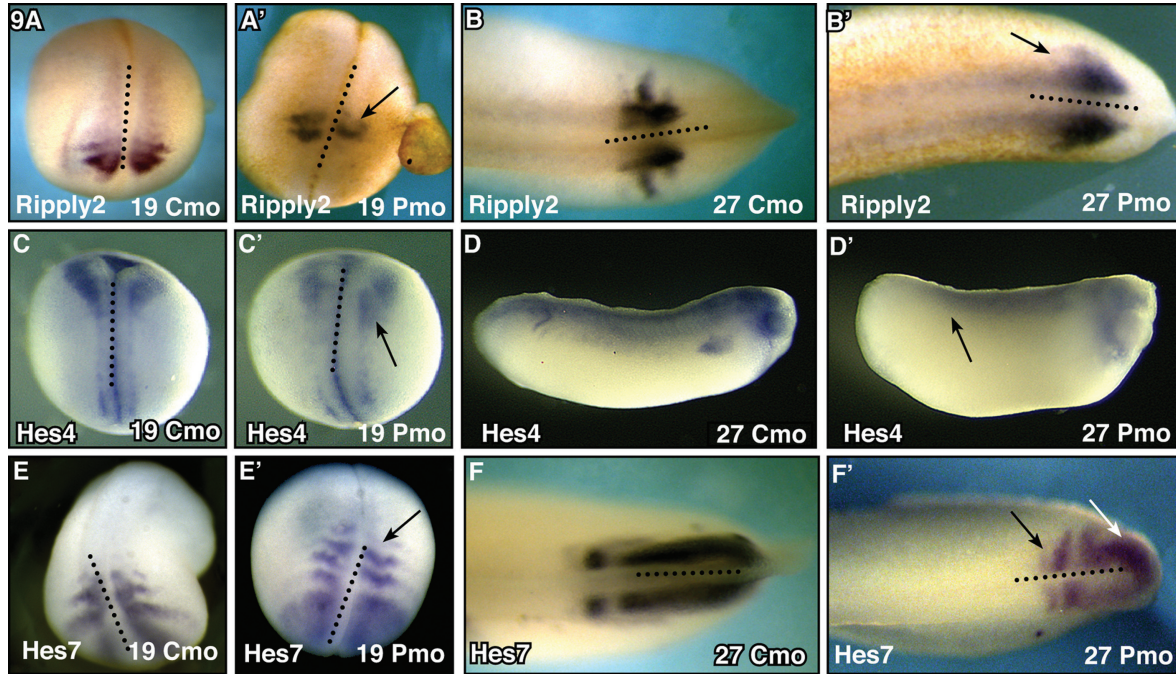 9A
Ripply2 19 Cmo
A'
Ripply2 19 Pmo
B
Ripply2 27 Cmo
B'
Ripply2 27 Pmo
C
Hes4 19 Cmo
C'
Hes4 19 Pmo
D
Hes4 27 Cmo
D'
Hes4 27 Pmo
E
Hes7 19 Cmo
E'
Hes7 19 Pmo
F
Hes7 27 Cmo
F'
Hes7 27 Pmo